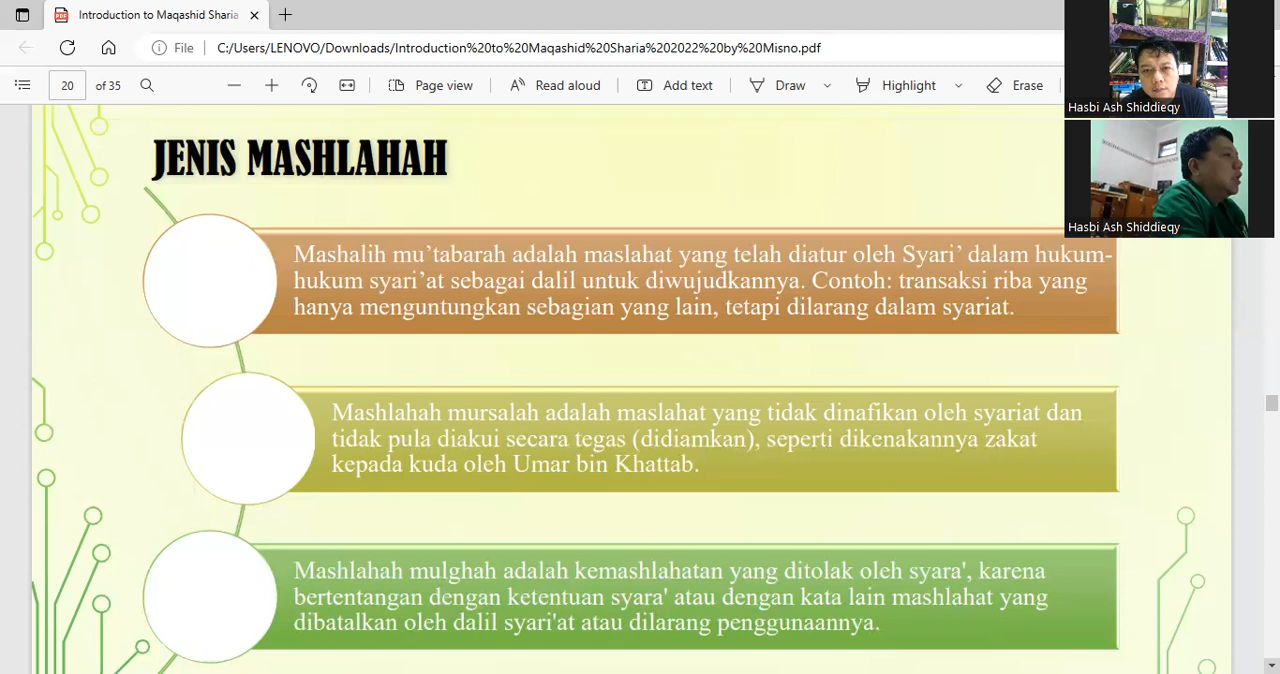 Introduction to Maqashid Sharia
File
C:/Users/LENOVO/Downloads/Introduction%20to%20Maqashid%20Sharia%202022%20by%20Misno.pdf
20 of 35
Page view
Read aloud
Add text
Draw
Highlight
Erase
Hasbi Ash Shiddieqy
Hasbi Ash Shiddieqy
JENIS MASHLAHAH
Mashalih mu’tabarah adalah maslahat yang telah diatur oleh Syari’ dalam hukum-
hukum syari’at sebagai dalil untuk diwujudkannya. Contoh: transaksi riba yang
hanya menguntungkan sebagian yang lain, tetapi dilarang dalam syariat.
Mashlahah mursalah adalah maslahat yang tidak dinafikan oleh syariat dan
tidak pula diakui secara tegas (didiamkan), seperti dikenakannya zakat
kepada kuda oleh Umar bin Khattab.
Mashlahah mulghah adalah kemashlahatan yang ditolak oleh syara', karena
bertentangan dengan ketentuan syara' atau dengan kata lain mashlahat yang
dibatalkan oleh dalil syari'at atau dilarang penggunaannya.